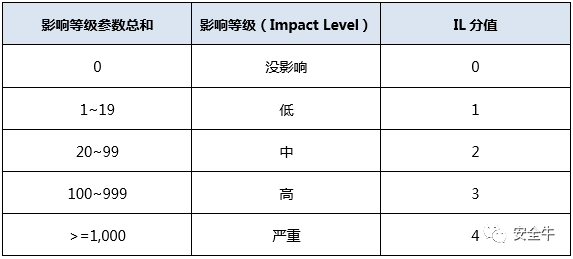 影响等级参数总和 影响等级（Impact Level） IL 分值
0 没影响 0
1~19 低 1
20~99 中 2
100~999 高 3
>=1,000 严重 4
安全牛